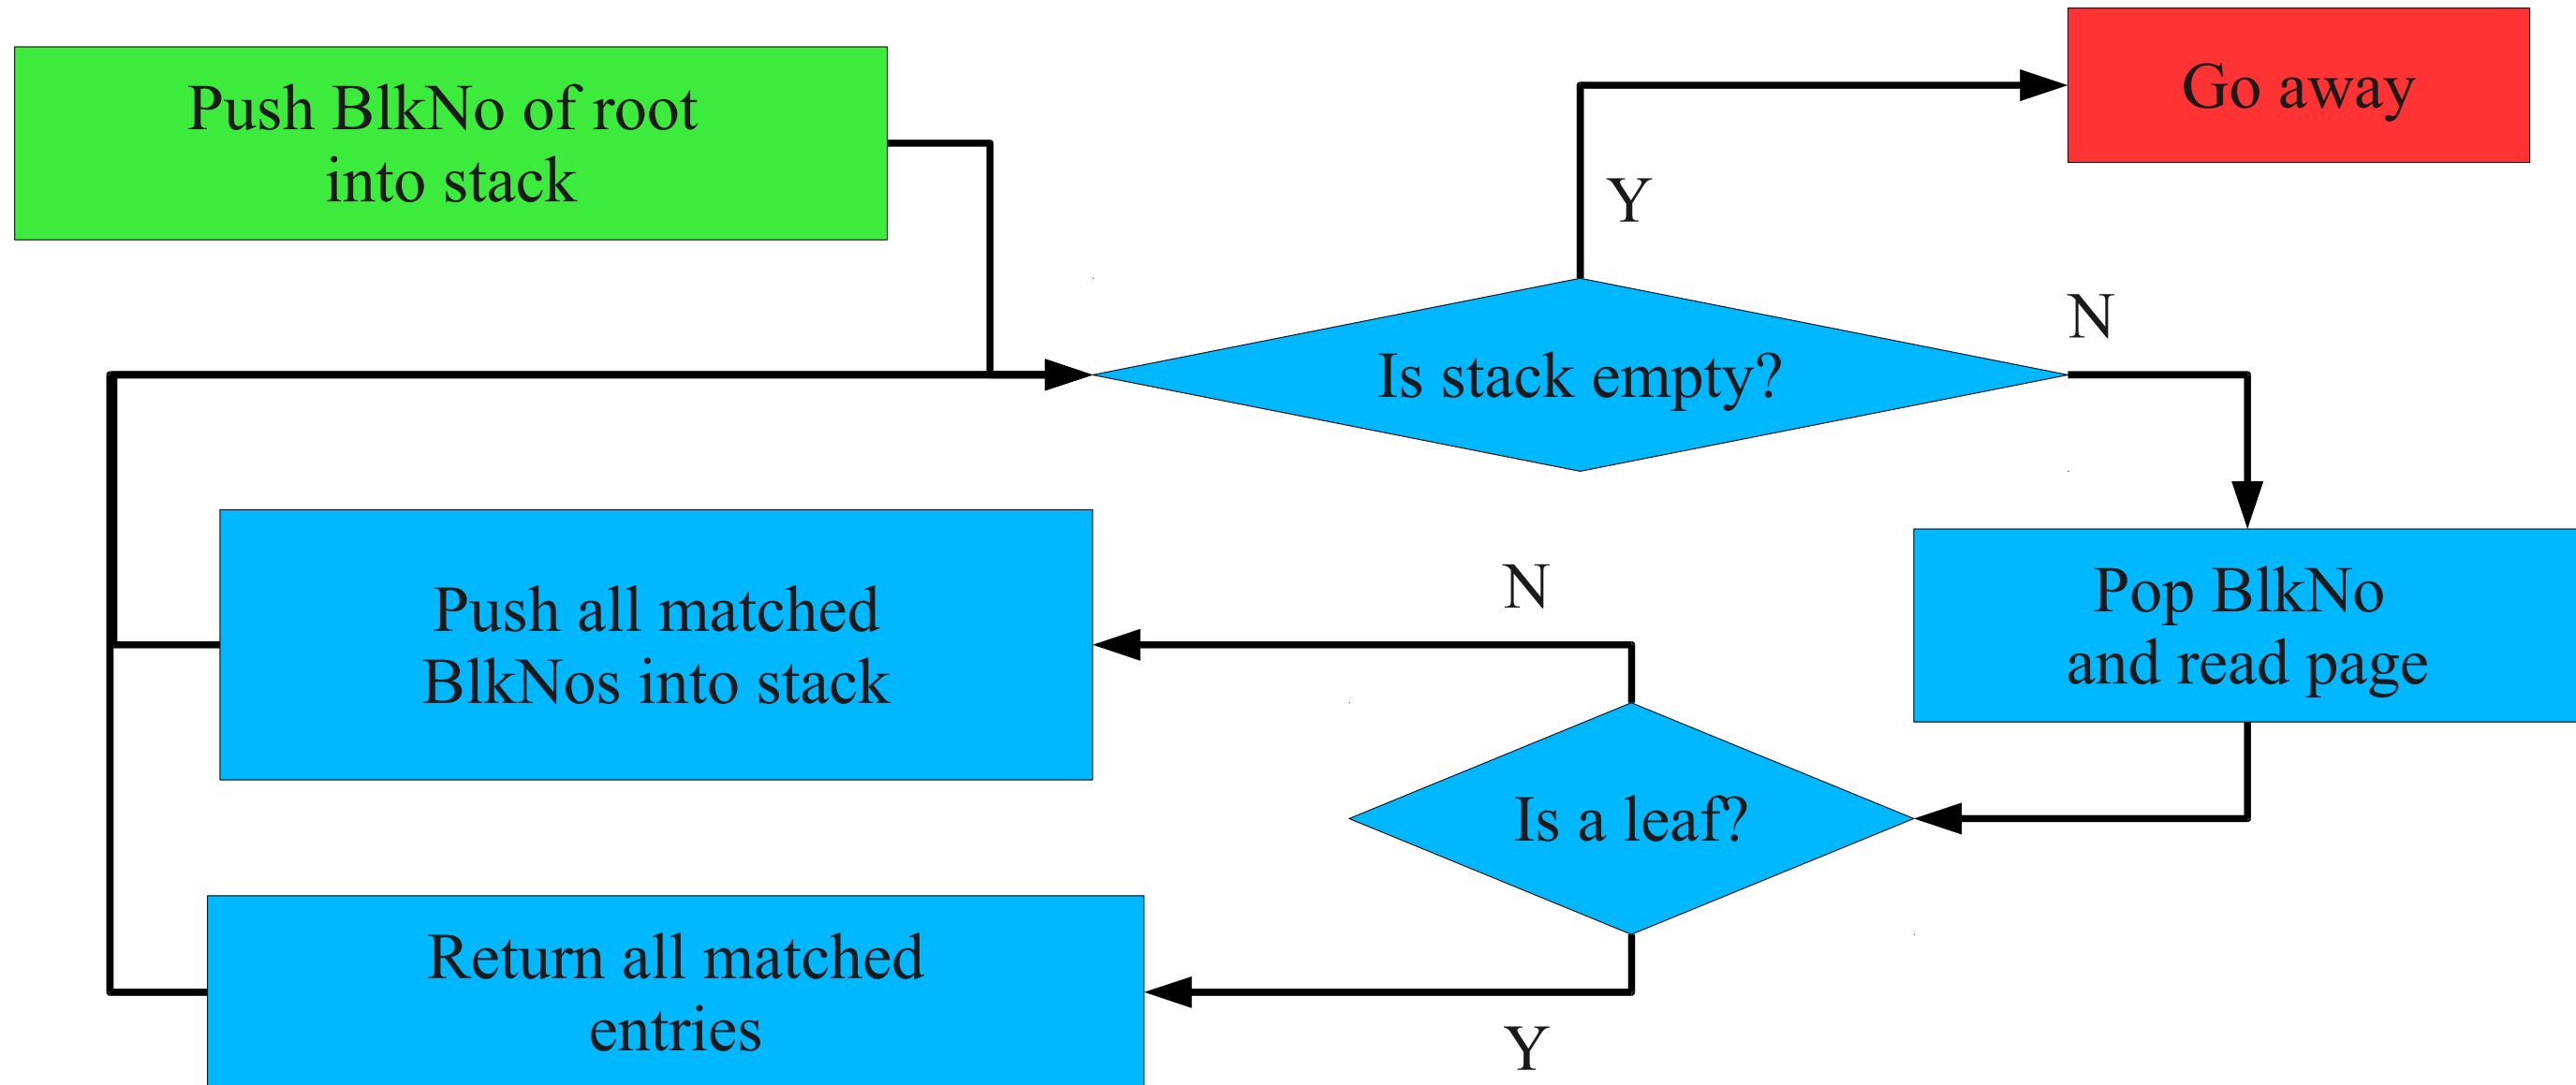 Push BlkNo of root
into stack
Go away
Y
N
Is stack empty?
Pop BlkNo
and read page
N
Push all matched
BlkNos into stack
Is a leaf?
Return all matched
entries
Y